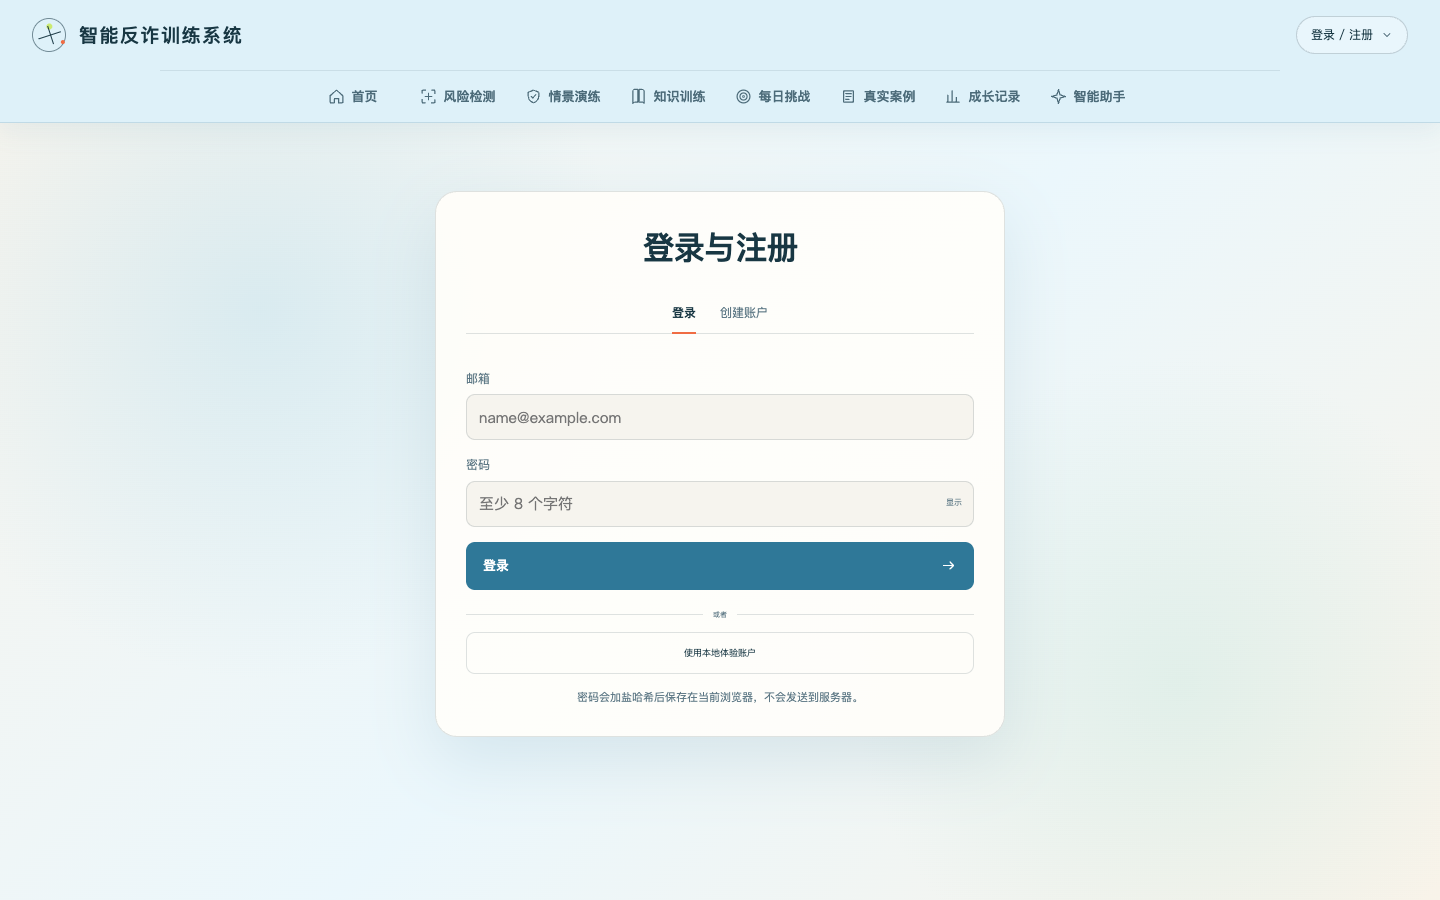 智能反诈训练系统
登录 / 注册
首页 风险检测 情景演练 知识训练 每日挑战 真实案例 成长记录 智能助手
登录与注册
登录 创建账户
邮箱
name@example.com
密码
至少 8 个字符 显示
登录
或者
使用本地体验账户
密码会加盐哈希后保存在当前浏览器，不会发送到服务器。